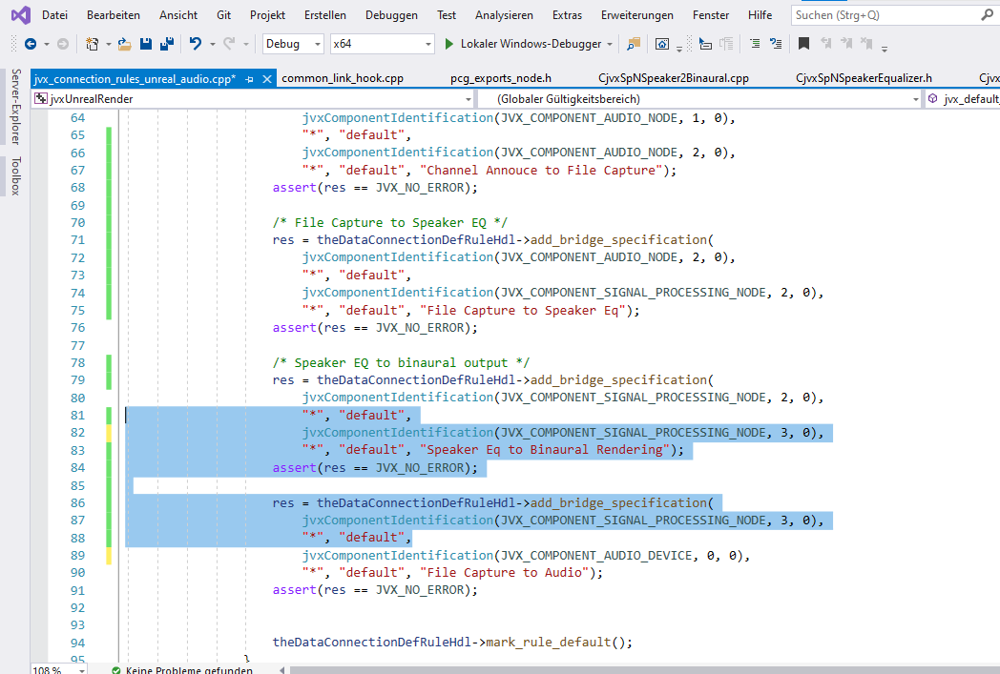 Datei Bearbeiten Ansicht Git Projekt Erstellen Debuggen Test Analysieren Extras Erweiterungen Fenster Hilfe Suchen (Strg+Q)
Debug x64 Lokaler Windows-Debugger
jvx_connection_rules_unreal_audio.cpp* common_link_hook.cpp pcg_exports_node.h CjvxSpNSpeaker2Binaural.cpp CjvxSpNSpeakerEqualizer.h Cjvx
jvxUnrealRender (Globaler Gültigkeitsbereich) jvx_default_
Server-Explorer
Toolbox
64 jvxComponentIdentification(JVX_COMPONENT_AUDIO_NODE, 1, 0),
65 "*", "default",
66 jvxComponentIdentification(JVX_COMPONENT_AUDIO_NODE, 2, 0),
67 "*", "default", "Channel Annouce to File Capture");
68 assert(res == JVX_NO_ERROR);
69
70 /* File Capture to Speaker EQ */
71 res = theDataConnectionDefRuleHdl->add_bridge_specification(
72 jvxComponentIdentification(JVX_COMPONENT_AUDIO_NODE, 2, 0),
73 "*", "default",
74 jvxComponentIdentification(JVX_COMPONENT_SIGNAL_PROCESSING_NODE, 2, 0),
75 "*", "default", "File Capture to Speaker Eq");
76 assert(res == JVX_NO_ERROR);
77
78 /* Speaker EQ to binaural output */
79 res = theDataConnectionDefRuleHdl->add_bridge_specification(
80 jvxComponentIdentification(JVX_COMPONENT_SIGNAL_PROCESSING_NODE, 2, 0),
81 "*", "default",
82 jvxComponentIdentification(JVX_COMPONENT_SIGNAL_PROCESSING_NODE, 3, 0),
83 "*", "default", "Speaker Eq to Binaural Rendering");
84 assert(res == JVX_NO_ERROR);
85
86 res = theDataConnectionDefRuleHdl->add_bridge_specification(
87 jvxComponentIdentification(JVX_COMPONENT_SIGNAL_PROCESSING_NODE, 3, 0),
88 "*", "default",
89 jvxComponentIdentification(JVX_COMPONENT_AUDIO_DEVICE, 0, 0),
90 "*", "default", "File Capture to Audio");
91 assert(res == JVX_NO_ERROR);
92
93
94 theDataConnectionDefRuleHdl->mark_rule_default();
95 }
108 % Keine Probleme gefunden